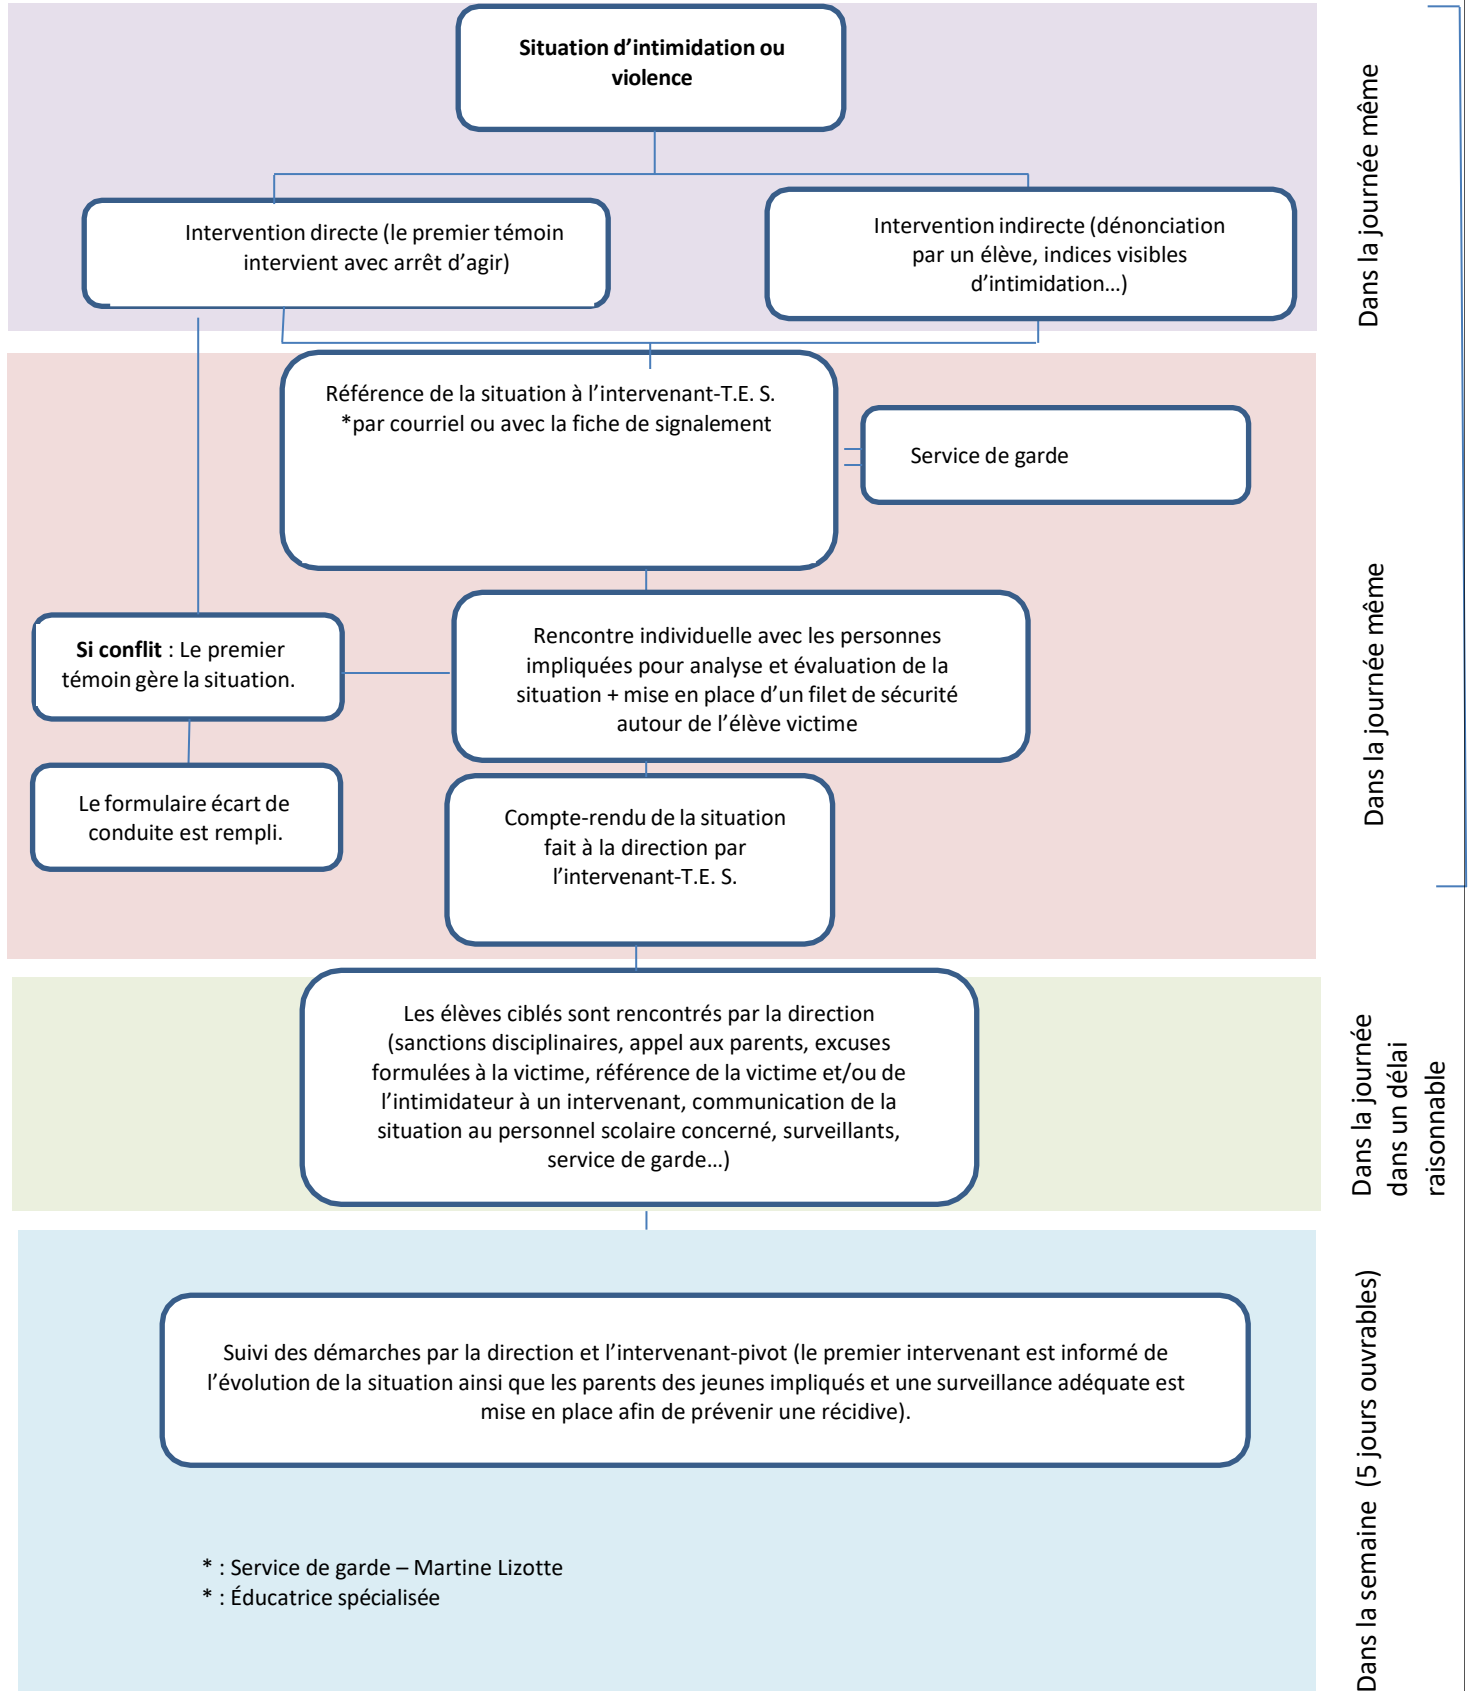 Situation d’intimidation ou
violence
Dans la journée même
Intervention directe (le premier témoin
intervient avec arrêt d’agir)
Intervention indirecte (dénonciation
par un élève, indices visibles
d’intimidation…)
Référence de la situation à l’intervenant-T.E. S.
*par courriel ou avec la fiche de signalement
Service de garde
Dans la journée même
Si conflit : Le premier
témoin gère la situation.
Rencontre individuelle avec les personnes
impliquées pour analyse et évaluation de la
situation + mise en place d’un filet de sécurité
autour de l’élève victime
Le formulaire écart de
conduite est rempli.
Compte-rendu de la situation
fait à la direction par
l’intervenant-T.E. S.
Les élèves ciblés sont rencontrés par la direction
(sanctions disciplinaires, appel aux parents, excuses
formulées à la victime, référence de la victime et/ou de
l’intimidateur à un intervenant, communication de la
situation au personnel scolaire concerné, surveillants,
service de garde…)
Dans la journée
dans un délai
raisonnable
Suivi des démarches par la direction et l’intervenant-pivot (le premier intervenant est informé de
l’évolution de la situation ainsi que les parents des jeunes impliqués et une surveillance adéquate est
mise en place afin de prévenir une récidive).
Dans la semaine (5 jours ouvrables)
* : Service de garde – Martine Lizotte
* : Éducatrice spécialisée